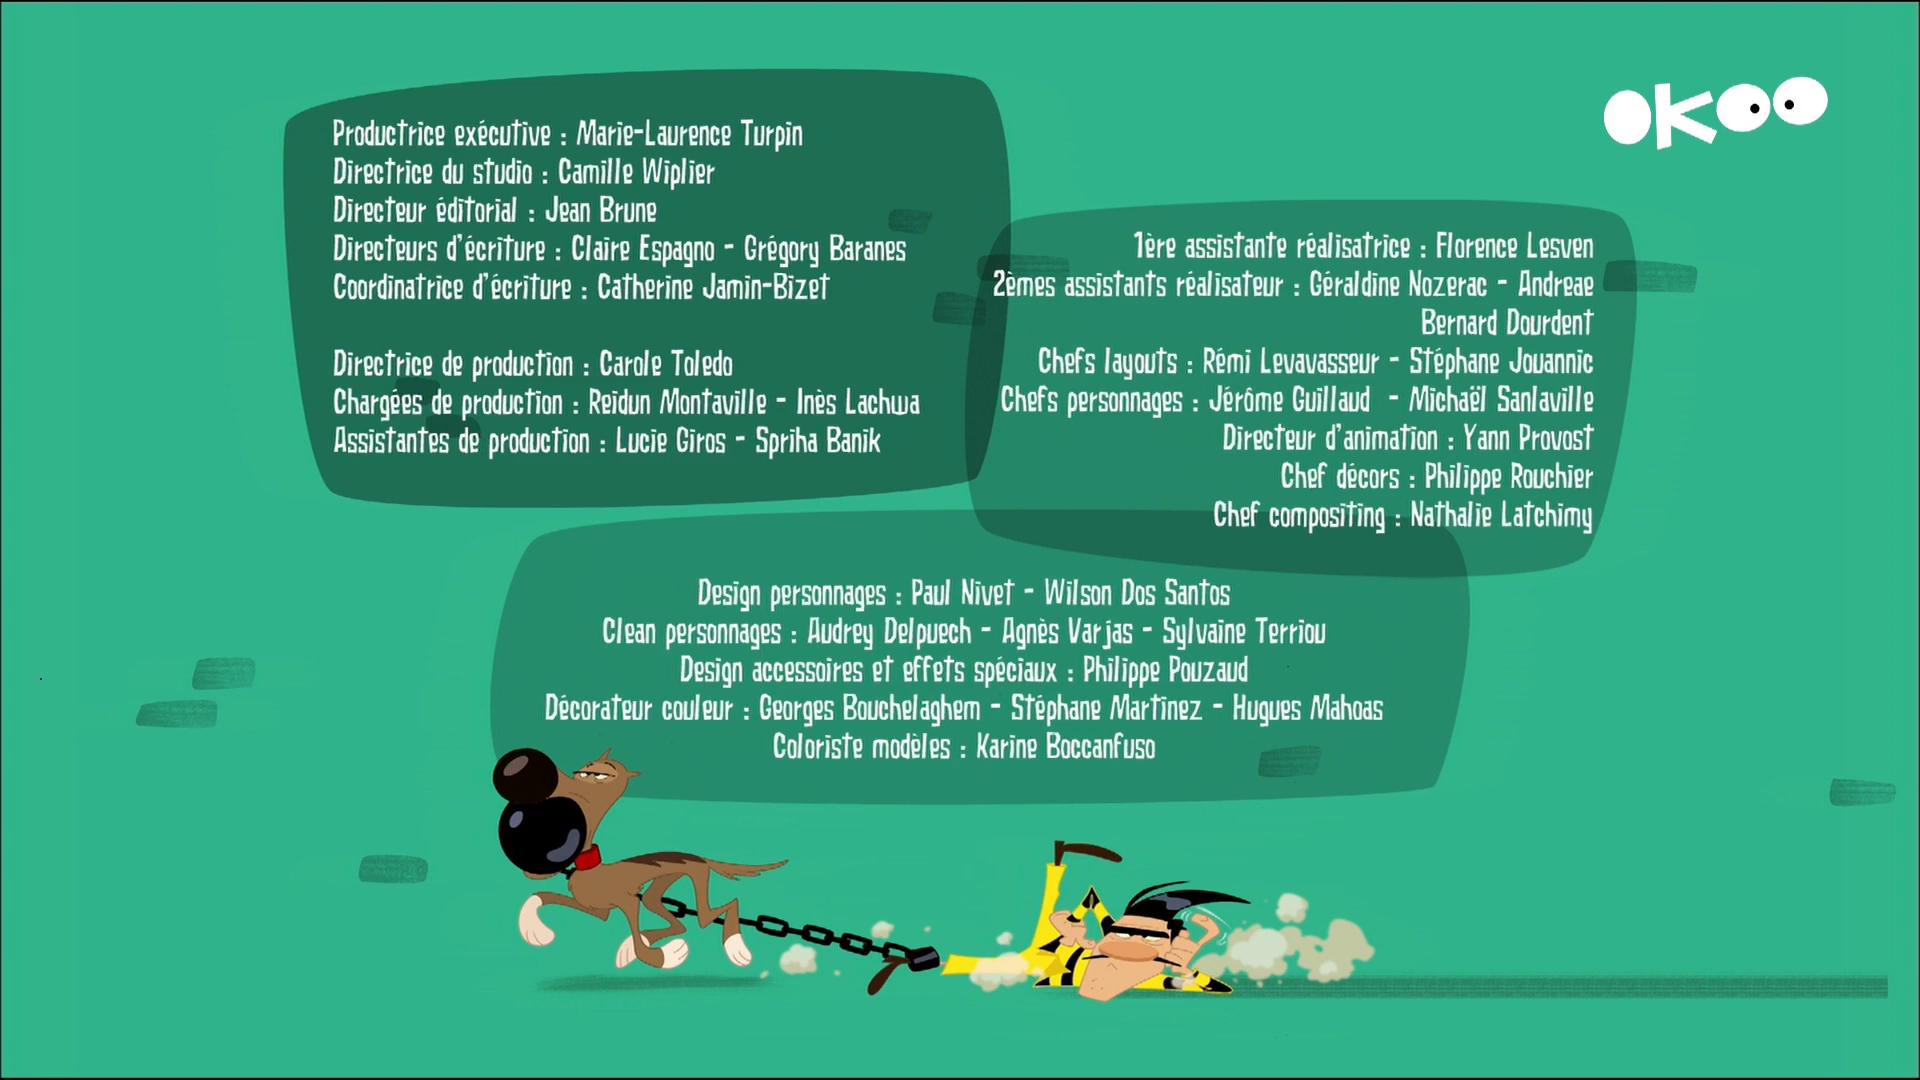 OKOO
Productrice exécutive : Marie-Laurence Turpin
Directrice du studio : Camille Wiplier
Directeur éditorial : Jean Brune
Directeurs d'écriture : Claire Espagno - Grégory Baranes
Coordinatrice d'écriture : Catherine Jamin-Bizet
Directrice de production : Carole Toledo
Chargées de production : Reïdun Montaville - Inès Lachwa
Assistantes de production : Lucie Giros - Spriha Banik
1ère assistante réalisatrice : Florence Lesven
2èmes assistants réalisateur : Géraldine Nozerac - Andreae
Bernard Dourdent
Chefs layouts : Rémi Levavasseur - Stéphane Jouannic
Chefs personnages : Jérôme Guillaud - Michaël Sanlaville
Directeur d'animation : Yann Provost
Chef décors : Philippe Rouchier
Chef compositing : Nathalie Latchimy
Design personnages : Paul Nivet - Wilson Dos Santos
Clean personnages : Audrey Delpuech - Agnès Varjas - Sylvaine Terriou
Design accessoires et effets spéciaux : Philippe Pouzaud
Décorateur couleur : Georges Bouchelaghem - Stéphane Martinez - Hugues Mahoas
Coloriste modèles : Karine Boccanfuso